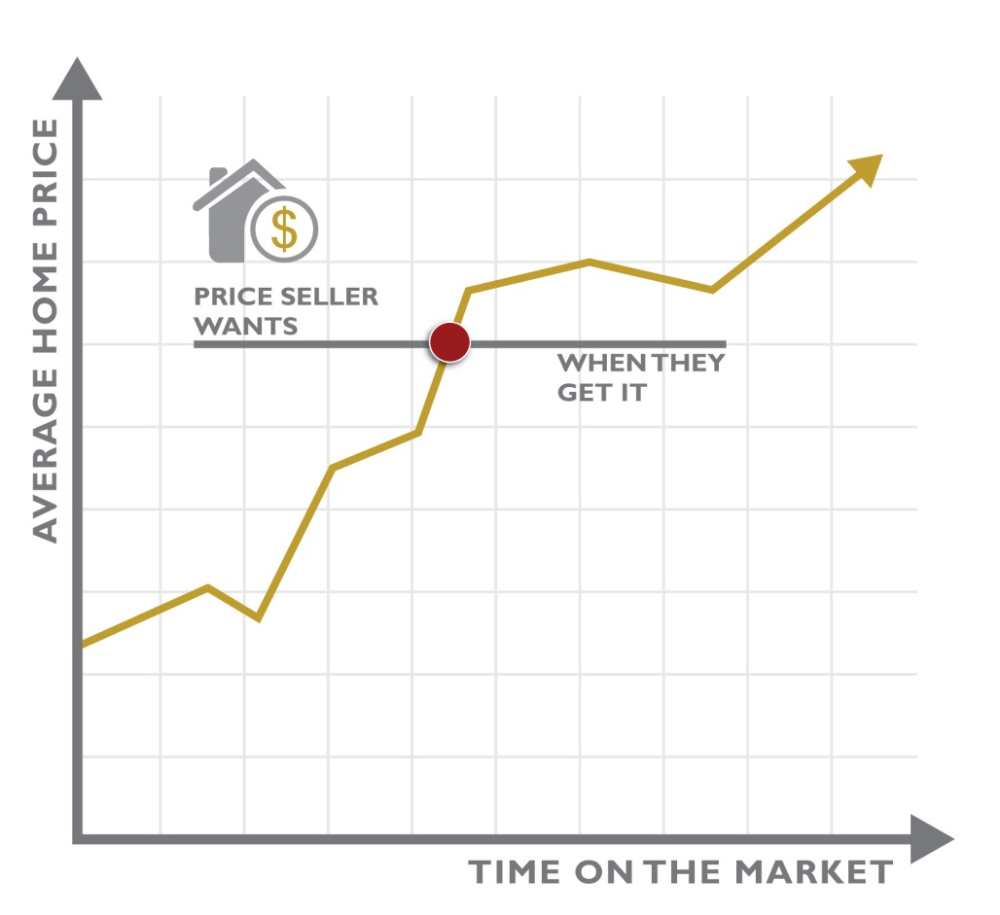 AVERAGE HOME PRICE
$
PRICE SELLER
WANTS
WHEN THEY
GET IT
TIME ON THE MARKET